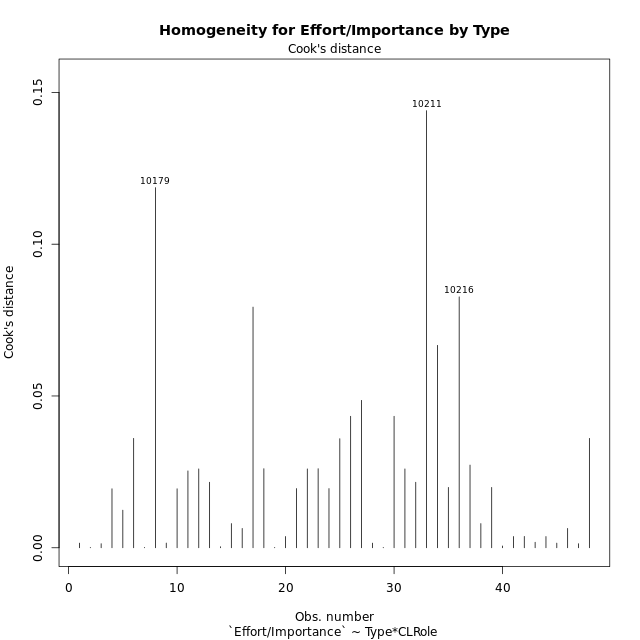 Homogeneity for Effort/Importance by Type
Cook's distance
0.15
10211
10179
0.10
10216
Cook's distance
0.05
0.00
0 10 20 30 40
Obs. number
`Effort/Importance` ~ Type*CLRole